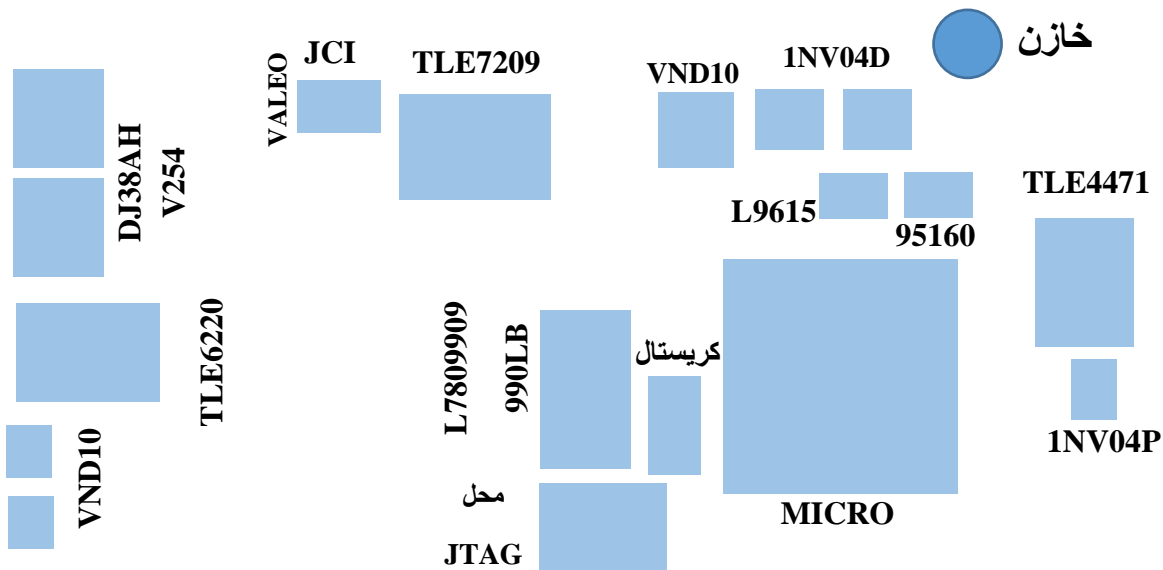 خازن
JCI
VALEO
TLE7209
VND10
1NV04D
DJ38AH
V254
L9615
95160
TLE4471
TLE6220
L7809909
990LB
کریستال
1NV04P
VND10
محل
JTAG
MICRO